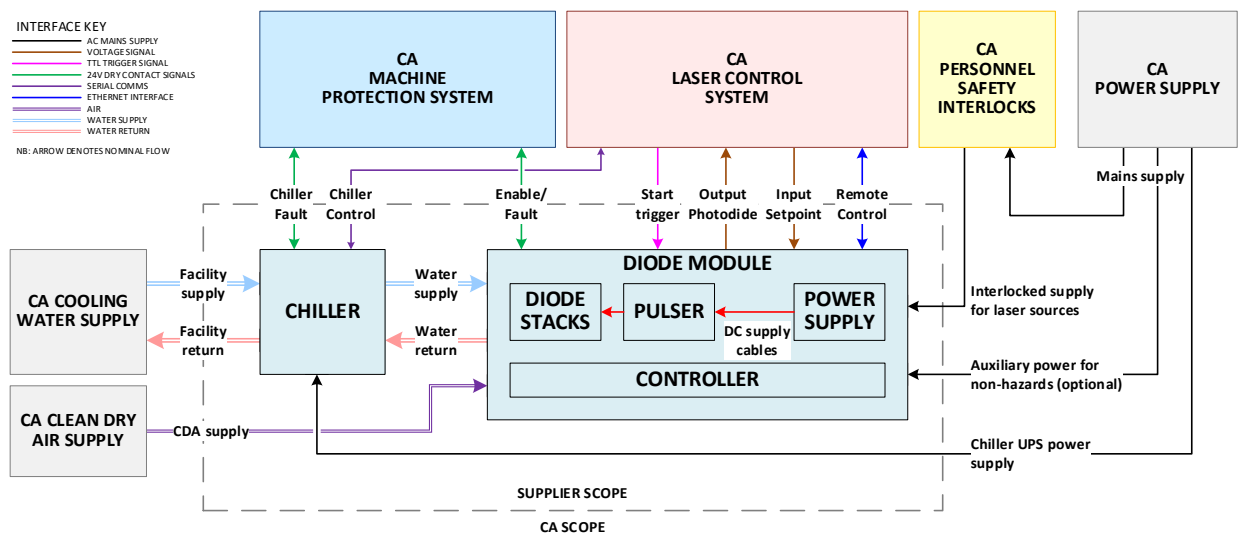 INTERFACE KEY
AC MAINS SUPPLY
VOLTAGE SIGNAL
TTL TRIGGER SIGNAL
24V DRY CONTACT SIGNALS
SERIAL COMMS
ETHERNET INTERFACE
AIR
WATER SUPPLY
WATER RETURN
NB: ARROW DENOTES NOMINAL FLOW
CA
MACHINE
PROTECTION SYSTEM
CA
LASER CONTROL
SYSTEM
CA
PERSONNEL
SAFETY
INTERLOCKS
CA
POWER SUPPLY
Mains supply
Chiller
Fault
Chiller
Control
Enable/
Fault
Start
trigger
Output
Photodide
Input
Setpoint
Remote
Control
CA COOLING
WATER SUPPLY
Facility
supply
Facility
return
CHILLER
Water
supply
Water
return
DIODE MODULE
DIODE
STACKS
PULSER
POWER
SUPPLY
DC supply
cables
CONTROLLER
Interlocked supply
for laser sources
Auxiliary power for
non-hazards (optional)
CA CLEAN DRY
AIR SUPPLY
CDA supply
Chiller UPS power
supply
SUPPLIER SCOPE
CA SCOPE